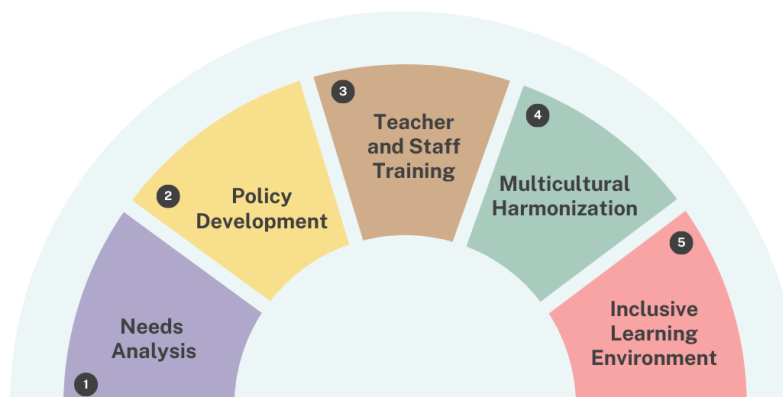 1
Needs
Analysis
2
Policy
Development
3
Teacher
and Staff
Training
4
Multicultural
Harmonization
5
Inclusive
Learning
Environment